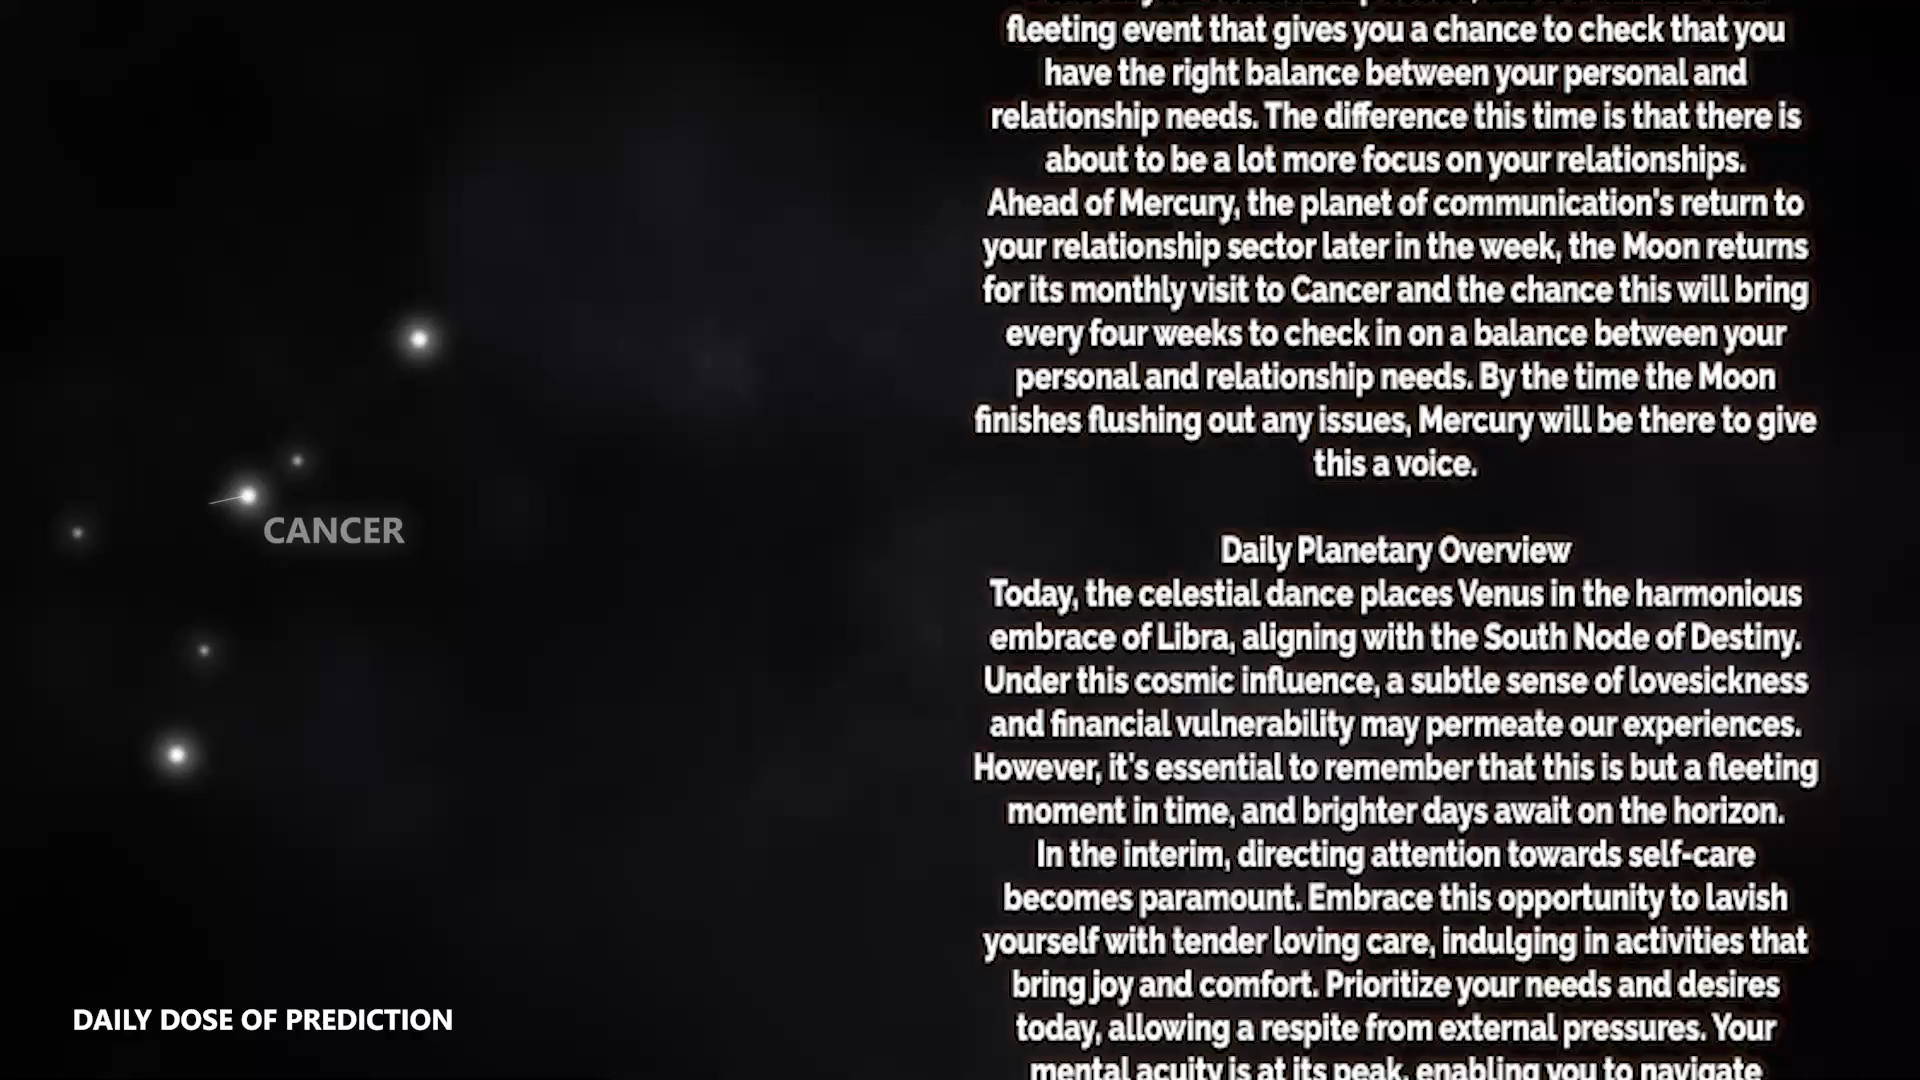 fleeting event that gives you a chance to check that you
have the right balance between your personal and
relationship needs. The difference this time is that there is
about to be a lot more focus on your relationships.
Ahead of Mercury, the planet of communication's return to
your relationship sector later in the week, the Moon returns
for its monthly visit to Cancer and the chance this will bring
every four weeks to check in on a balance between your
personal and relationship needs. By the time the Moon
finishes flushing out any issues, Mercury will be there to give
this a voice.
Daily Planetary Overview
Today, the celestial dance places Venus in the harmonious
embrace of Libra, aligning with the South Node of Destiny.
Under this cosmic influence, a subtle sense of lovesickness
and financial vulnerability may permeate our experiences.
However, it's essential to remember that this is but a fleeting
moment in time, and brighter days await on the horizon.
In the interim, directing attention towards self-care
becomes paramount. Embrace this opportunity to lavish
yourself with tender loving care, indulging in activities that
bring joy and comfort. Prioritize your needs and desires
today, allowing a respite from external pressures. Your
mental acuity is at its peak, enabling you to navigate
CANCER
DAILY DOSE OF PREDICTION